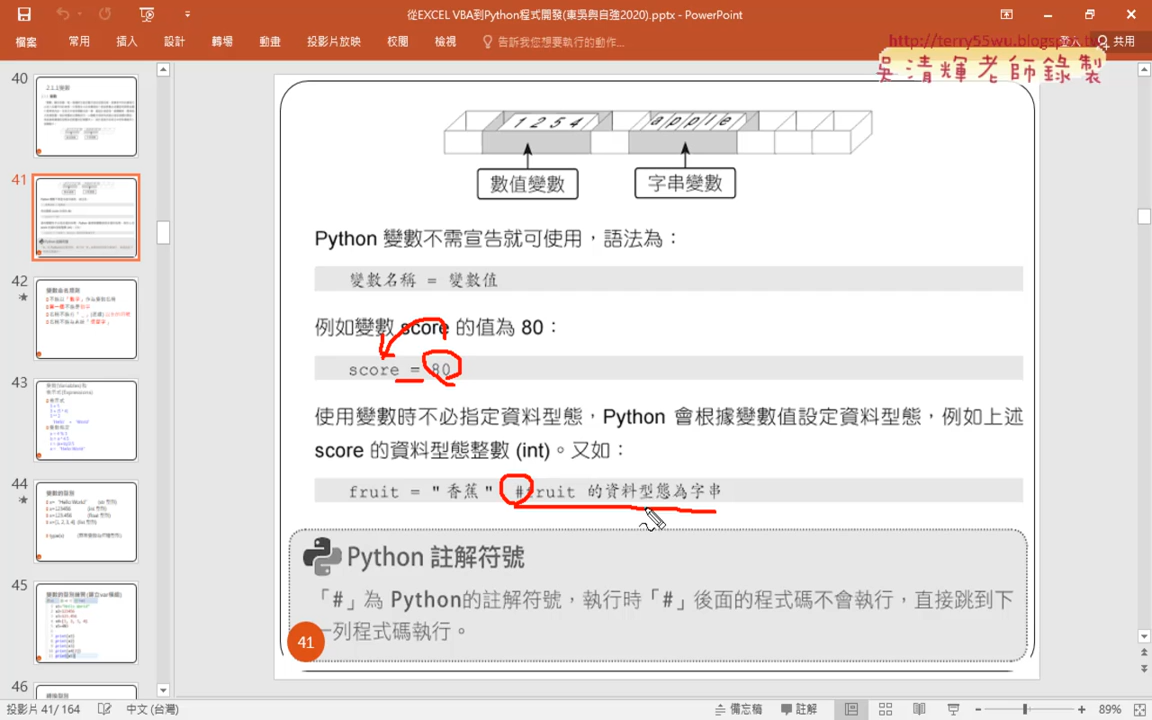 從EXCEL VBA到Python程式開發(東吳與自強2020).pptx - PowerPoint
檔案 常用 插入 設計 轉場 動畫 投影片放映 校閱 檢視 告訴我您想要執行的動作... 登入 共用
吳清輝老師錄製
40
41
42
43
44
45
46
1254 apple
數值變數 字串變數
Python 變數不需宣告就可使用，語法為：
變數名稱 = 變數值
例如變數 score 的值為 80：
score = 80
使用變數時不必指定資料型態，Python 會根據變數值設定資料型態，例如上述
score 的資料型態整數 (int)。又如：
fruit = "香蕉" #fruit 的資料型態為字串
Python 註解符號
「#」為 Python的註解符號，執行時「#」後面的程式碼不會執行，直接跳到下
一列程式碼執行。
41
投影片 41/ 164 中文 (台灣) 備忘稿 註解 89%